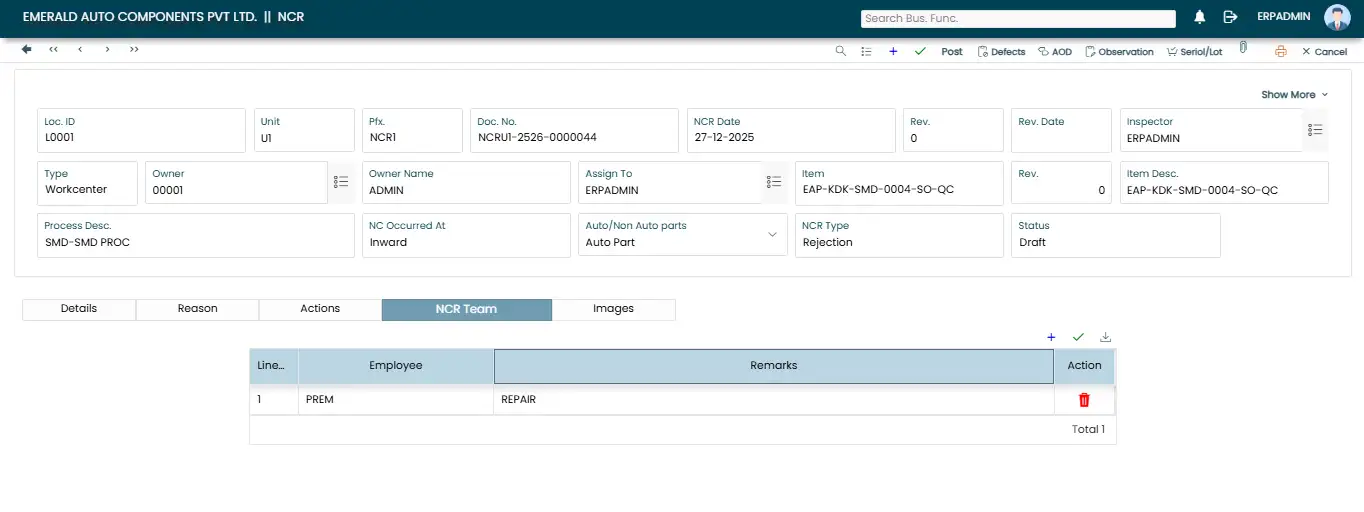 EMERALD AUTO COMPONENTS PVT LTD. || NCR
Search Bus. Func.
ERPADMIN
<< < > >>
Post Defects AOD Observation Seriol/Lot Cancel
Show More
Loc. ID Unit Pfx. Doc. No. NCR Date Rev. Rev. Date Inspector
L0001 U1 NCR1 NCRU1-2526-0000044 27-12-2025 0 ERPADMIN
Type Owner Owner Name Assign To Item Rev. Item Desc.
Workcenter 00001 ADMIN ERPADMIN EAP-KDK-SMD-0004-SO-QC 0 EAP-KDK-SMD-0004-SO-QC
Process Desc. NC Occurred At Auto/Non Auto parts NCR Type Status
SMD-SMD PROC Inward Auto Part Rejection Draft
Details Reason Actions NCR Team Images
Line... Employee Remarks Action
1 PREM REPAIR
Total 1